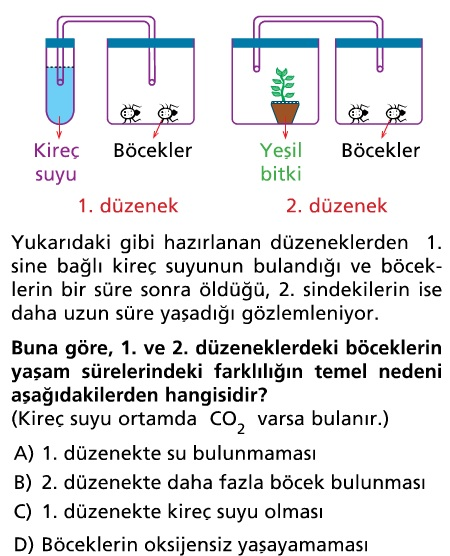 Kireç suyu
Böcekler
Yeşil bitki
Böcekler
1. düzenek
2. düzenek
Yukarıdaki gibi hazırlanan düzeneklerden 1.
sine bağlı kireç suyunun bulandığı ve böcek-
lerin bir süre sonra öldüğü, 2. sindekilerin ise
daha uzun süre yaşadığı gözlemleniyor.
Buna göre, 1. ve 2. düzeneklerdeki böceklerin
yaşam sürelerindeki farklılığın temel nedeni
aşağıdakilerden hangisidir?
(Kireç suyu ortamda CO₂ varsa bulanır.)
A) 1. düzenekte su bulunmaması
B) 2. düzenekte daha fazla böcek bulunması
C) 1. düzenekte kireç suyu olması
D) Böceklerin oksijensiz yaşayamaması